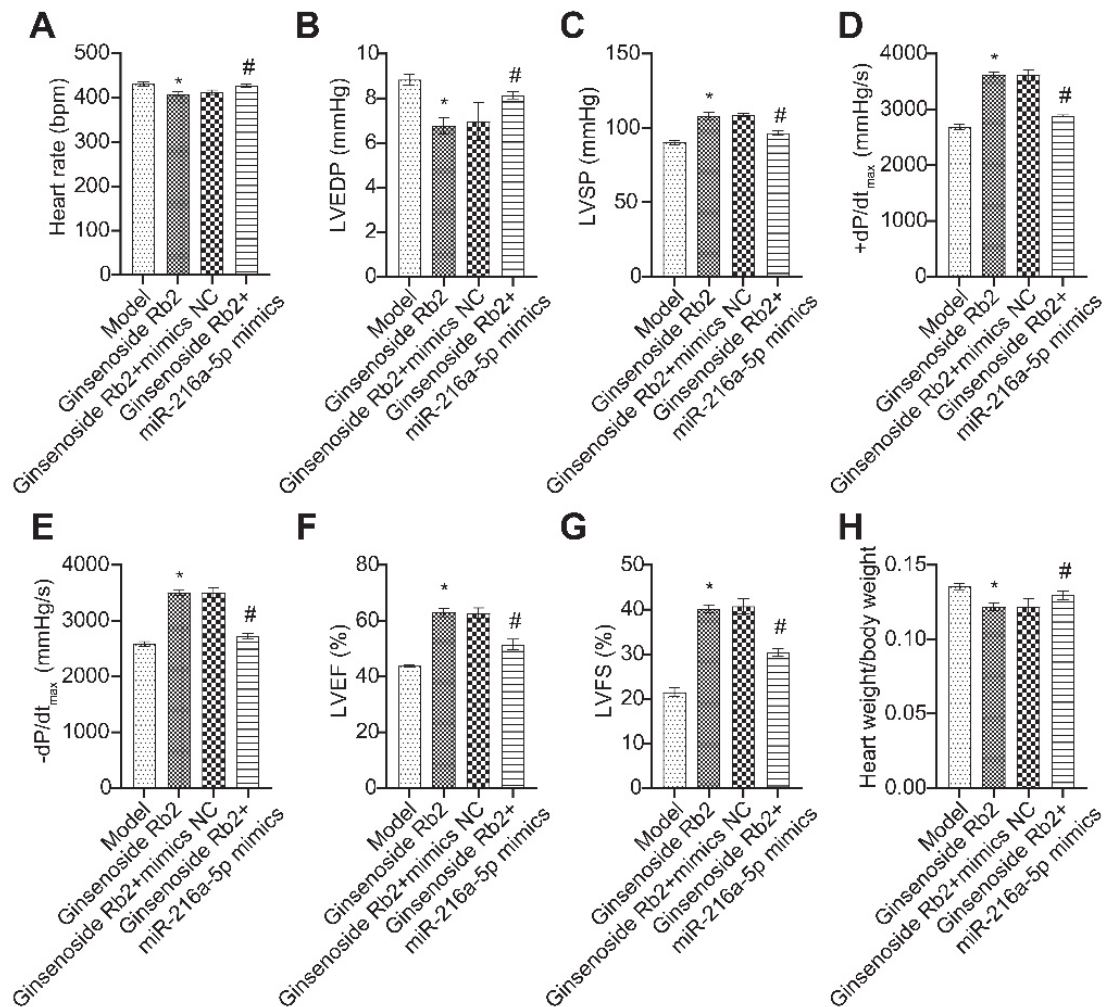 A
Heart rate (bpm)
500
400
300
200
100
0
*
#
Model
Ginsenoside Rb2
Ginsenoside Rb2+mimics NC
Ginsenoside Rb2+
miR-216a-5p mimics
B
LVEDP (mmHg)
8
6
4
2
0
*
#
Model
Ginsenoside Rb2
Ginsenoside Rb2+mimics NC
Ginsenoside Rb2+
miR-216a-5p mimics
C
LVSP (mmHg)
150
100
50
0
*
#
Model
Ginsenoside Rb2
Ginsenoside Rb2+mimics NC
Ginsenoside Rb2+
miR-216a-5p mimics
D
+dP/dtmax (mmHg/s)
4000
3000
2000
1000
0
*
#
Model
Ginsenoside Rb2
Ginsenoside Rb2+mimics NC
Ginsenoside Rb2+
miR-216a-5p mimics
E
-dP/dtmax (mmHg/s)
4000
3000
2000
1000
0
*
#
Model
Ginsenoside Rb2
Ginsenoside Rb2+mimics NC
Ginsenoside Rb2+
miR-216a-5p mimics
F
LVEF (%)
80
60
40
20
0
*
#
Model
Ginsenoside Rb2
Ginsenoside Rb2+mimics NC
Ginsenoside Rb2+
miR-216a-5p mimics
G
LVFS (%)
50
40
30
20
10
0
*
#
Model
Ginsenoside Rb2
Ginsenoside Rb2+mimics NC
Ginsenoside Rb2+
miR-216a-5p mimics
H
Heart weight/body weight
0.15
0.10
0.05
0.00
*
#
Model
Ginsenoside Rb2
Ginsenoside Rb2+mimics NC
Ginsenoside Rb2+
miR-216a-5p mimics